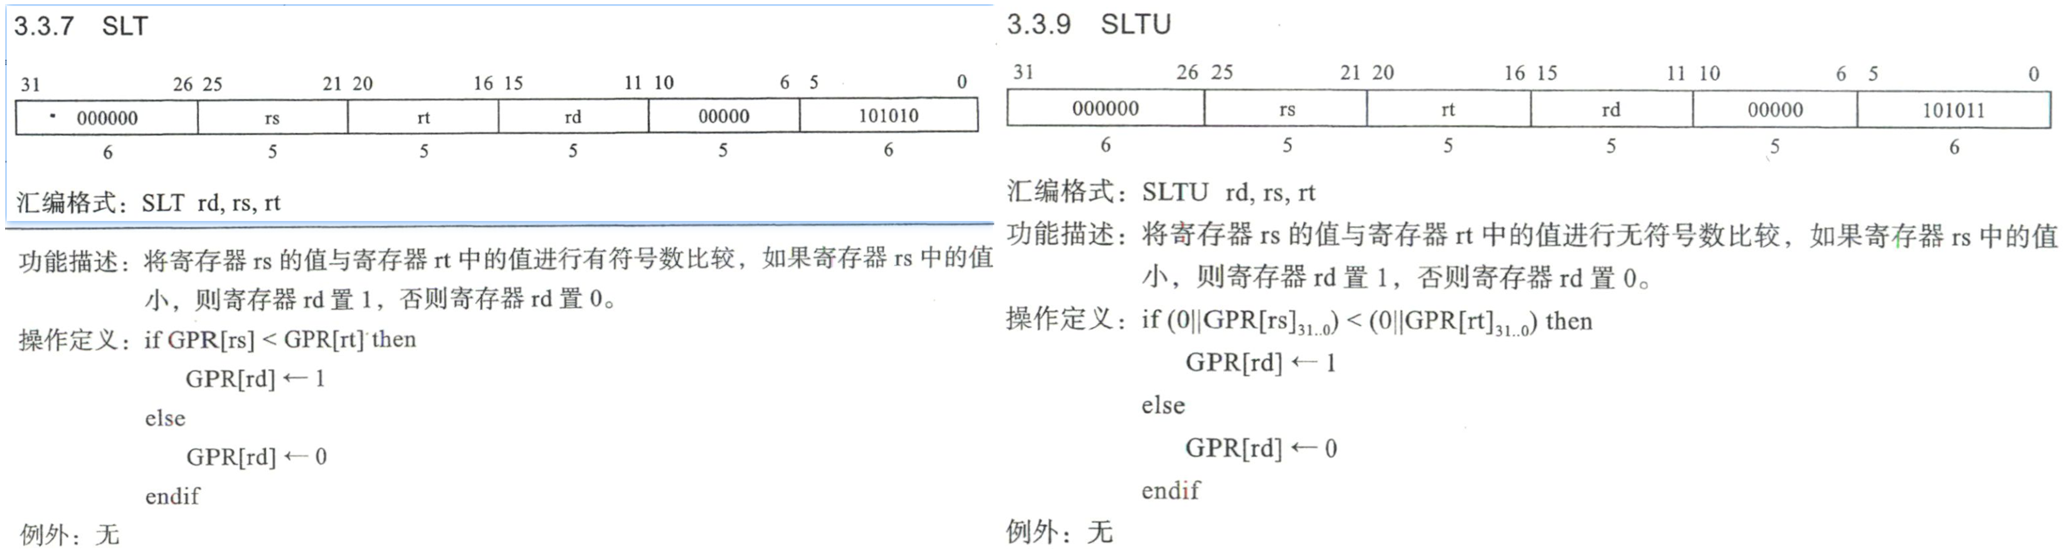 3.3.7 SLT
31 26 25 21 20 16 15 11 10 6 5 0
000000 rs rt rd 00000 101010
6 5 5 5 5 6
汇编格式：SLT rd, rs, rt
功能描述：将寄存器 rs 的值与寄存器 rt 中的值进行有符号数比较，如果寄存器 rs 中的值
小，则寄存器 rd 置 1，否则寄存器 rd 置 0。
操作定义：if GPR[rs] < GPR[rt] then
GPR[rd] ← 1
else
GPR[rd] ← 0
endif
例外：无
3.3.9 SLTU
31 26 25 21 20 16 15 11 10 6 5 0
000000 rs rt rd 00000 101011
6 5 5 5 5 6
汇编格式：SLTU rd, rs, rt
功能描述：将寄存器 rs 的值与寄存器 rt 中的值进行无符号数比较，如果寄存器 rs 中的值
小，则寄存器 rd 置 1，否则寄存器 rd 置 0。
操作定义：if (0||GPR[rs]31..0) < (0||GPR[rt]31..0) then
GPR[rd] ← 1
else
GPR[rd] ← 0
endif
例外：无